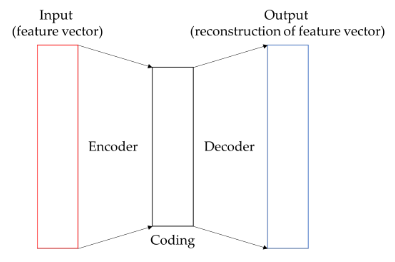 Input
(feature vector)
Output
(reconstruction of feature vector)
Encoder
Decoder
Coding